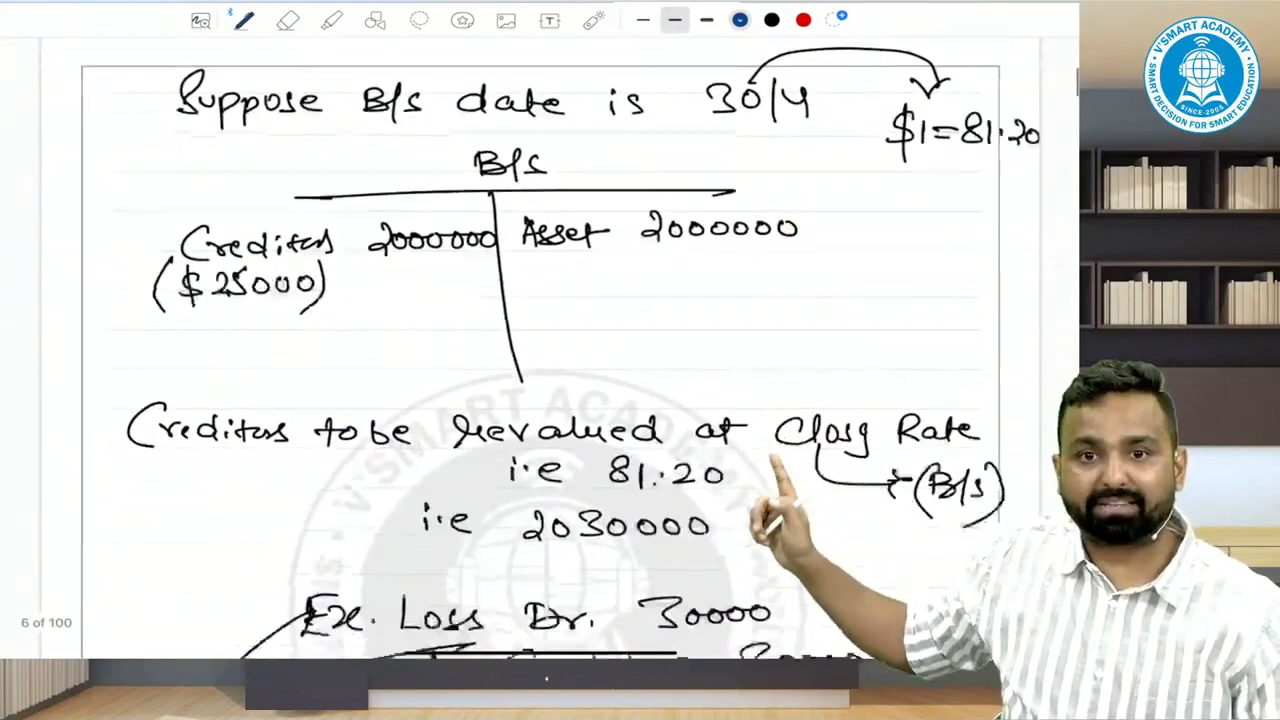 Suppose B/s date is 30/4
$1=81.20
B/s
Creditors 2000000 Asset 2000000
($25000)
Creditors to be Revalued at Closg Rate
i.e 81.20 (B/s)
i.e 2030000
Ex. Loss Dr. 30000
6 of 100
V'SMART ACADEMY
SINCE-2005
SMART DECISION FOR SMART EDUCATION